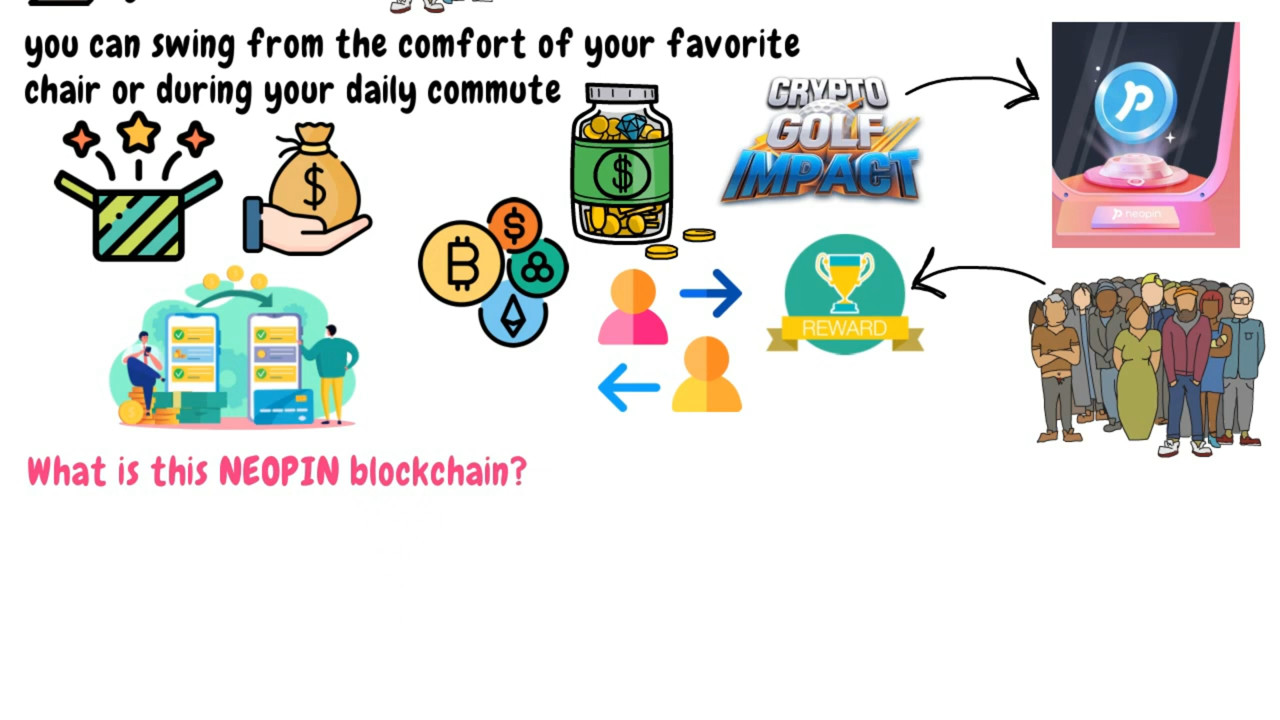 you can swing from the comfort of your favorite
chair or during your daily commute
CRYPTO
GOLF
IMPACT
neopin
REWARD
What is this NEOPIN blockchain?